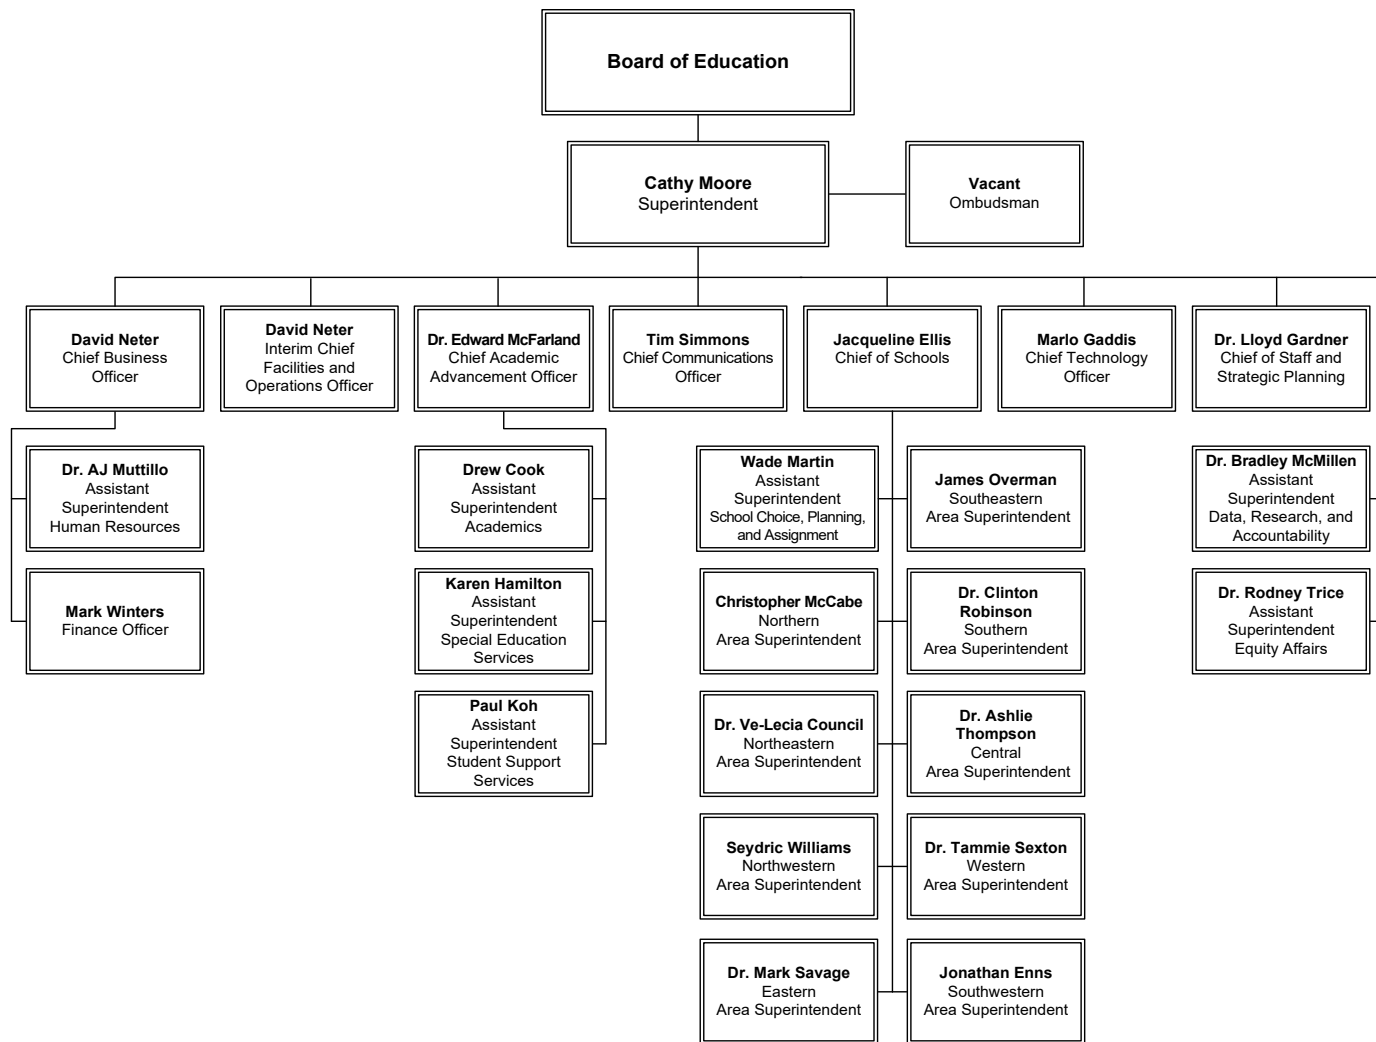 Board of Education
Cathy Moore
Superintendent
Vacant
Ombudsman
David Neter
Chief Business
Officer
David Neter
Interim Chief
Facilities and
Operations Officer
Dr. Edward McFarland
Chief Academic
Advancement Officer
Tim Simmons
Chief Communications
Officer
Jacqueline Ellis
Chief of Schools
Marlo Gaddis
Chief Technology
Officer
Dr. Lloyd Gardner
Chief of Staff and
Strategic Planning
Dr. AJ Muttillo
Assistant
Superintendent
Human Resources
Drew Cook
Assistant
Superintendent
Academics
Wade Martin
Assistant
Superintendent
School Choice, Planning,
and Assignment
James Overman
Southeastern
Area Superintendent
Dr. Bradley McMillen
Assistant
Superintendent
Data, Research, and
Accountability
Mark Winters
Finance Officer
Karen Hamilton
Assistant
Superintendent
Special Education
Services
Christopher McCabe
Northern
Area Superintendent
Dr. Clinton
Robinson
Southern
Area Superintendent
Dr. Rodney Trice
Assistant
Superintendent
Equity Affairs
Paul Koh
Assistant
Superintendent
Student Support
Services
Dr. Ve-Lecia Council
Northeastern
Area Superintendent
Dr. Ashlie
Thompson
Central
Area Superintendent
Seydric Williams
Northwestern
Area Superintendent
Dr. Tammie Sexton
Western
Area Superintendent
Dr. Mark Savage
Eastern
Area Superintendent
Jonathan Enns
Southwestern
Area Superintendent